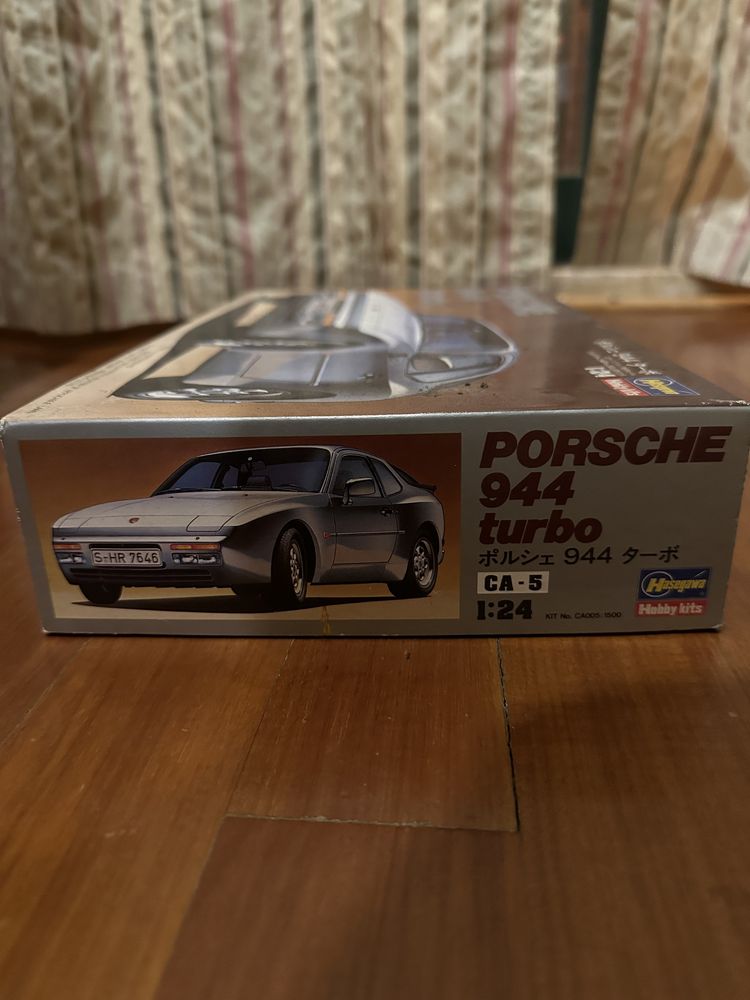 PORSCHE
944
turbo
ポルシェ 944 ターボ
CA-5
1:24
KIT No. CA005:1500
Hasegawa
Hobby kits
S-HR 7646